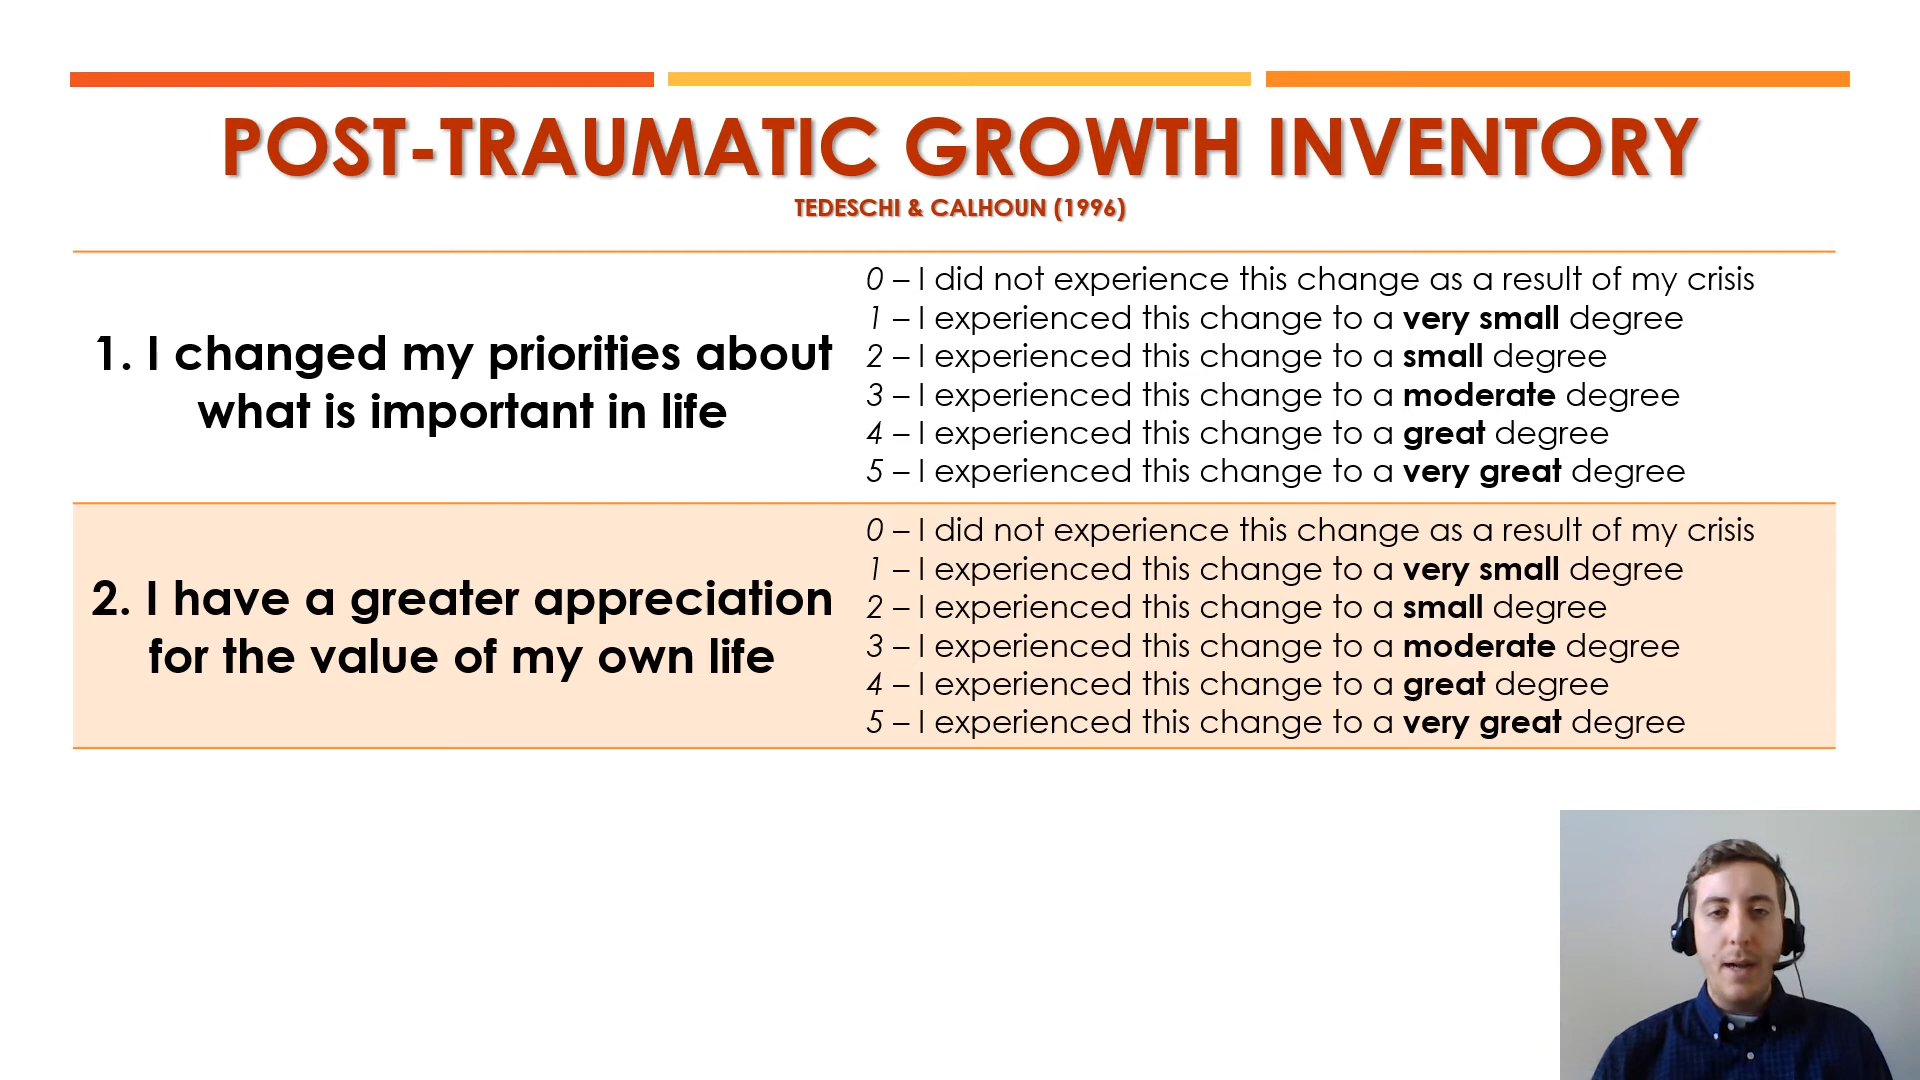 POST-TRAUMATIC GROWTH INVENTORY
TEDESCHI & CALHOUN (1996)
1. I changed my priorities about
what is important in life
0 – I did not experience this change as a result of my crisis
1 – I experienced this change to a very small degree
2 – I experienced this change to a small degree
3 – I experienced this change to a moderate degree
4 – I experienced this change to a great degree
5 – I experienced this change to a very great degree
2. I have a greater appreciation
for the value of my own life
0 – I did not experience this change as a result of my crisis
1 – I experienced this change to a very small degree
2 – I experienced this change to a small degree
3 – I experienced this change to a moderate degree
4 – I experienced this change to a great degree
5 – I experienced this change to a very great degree